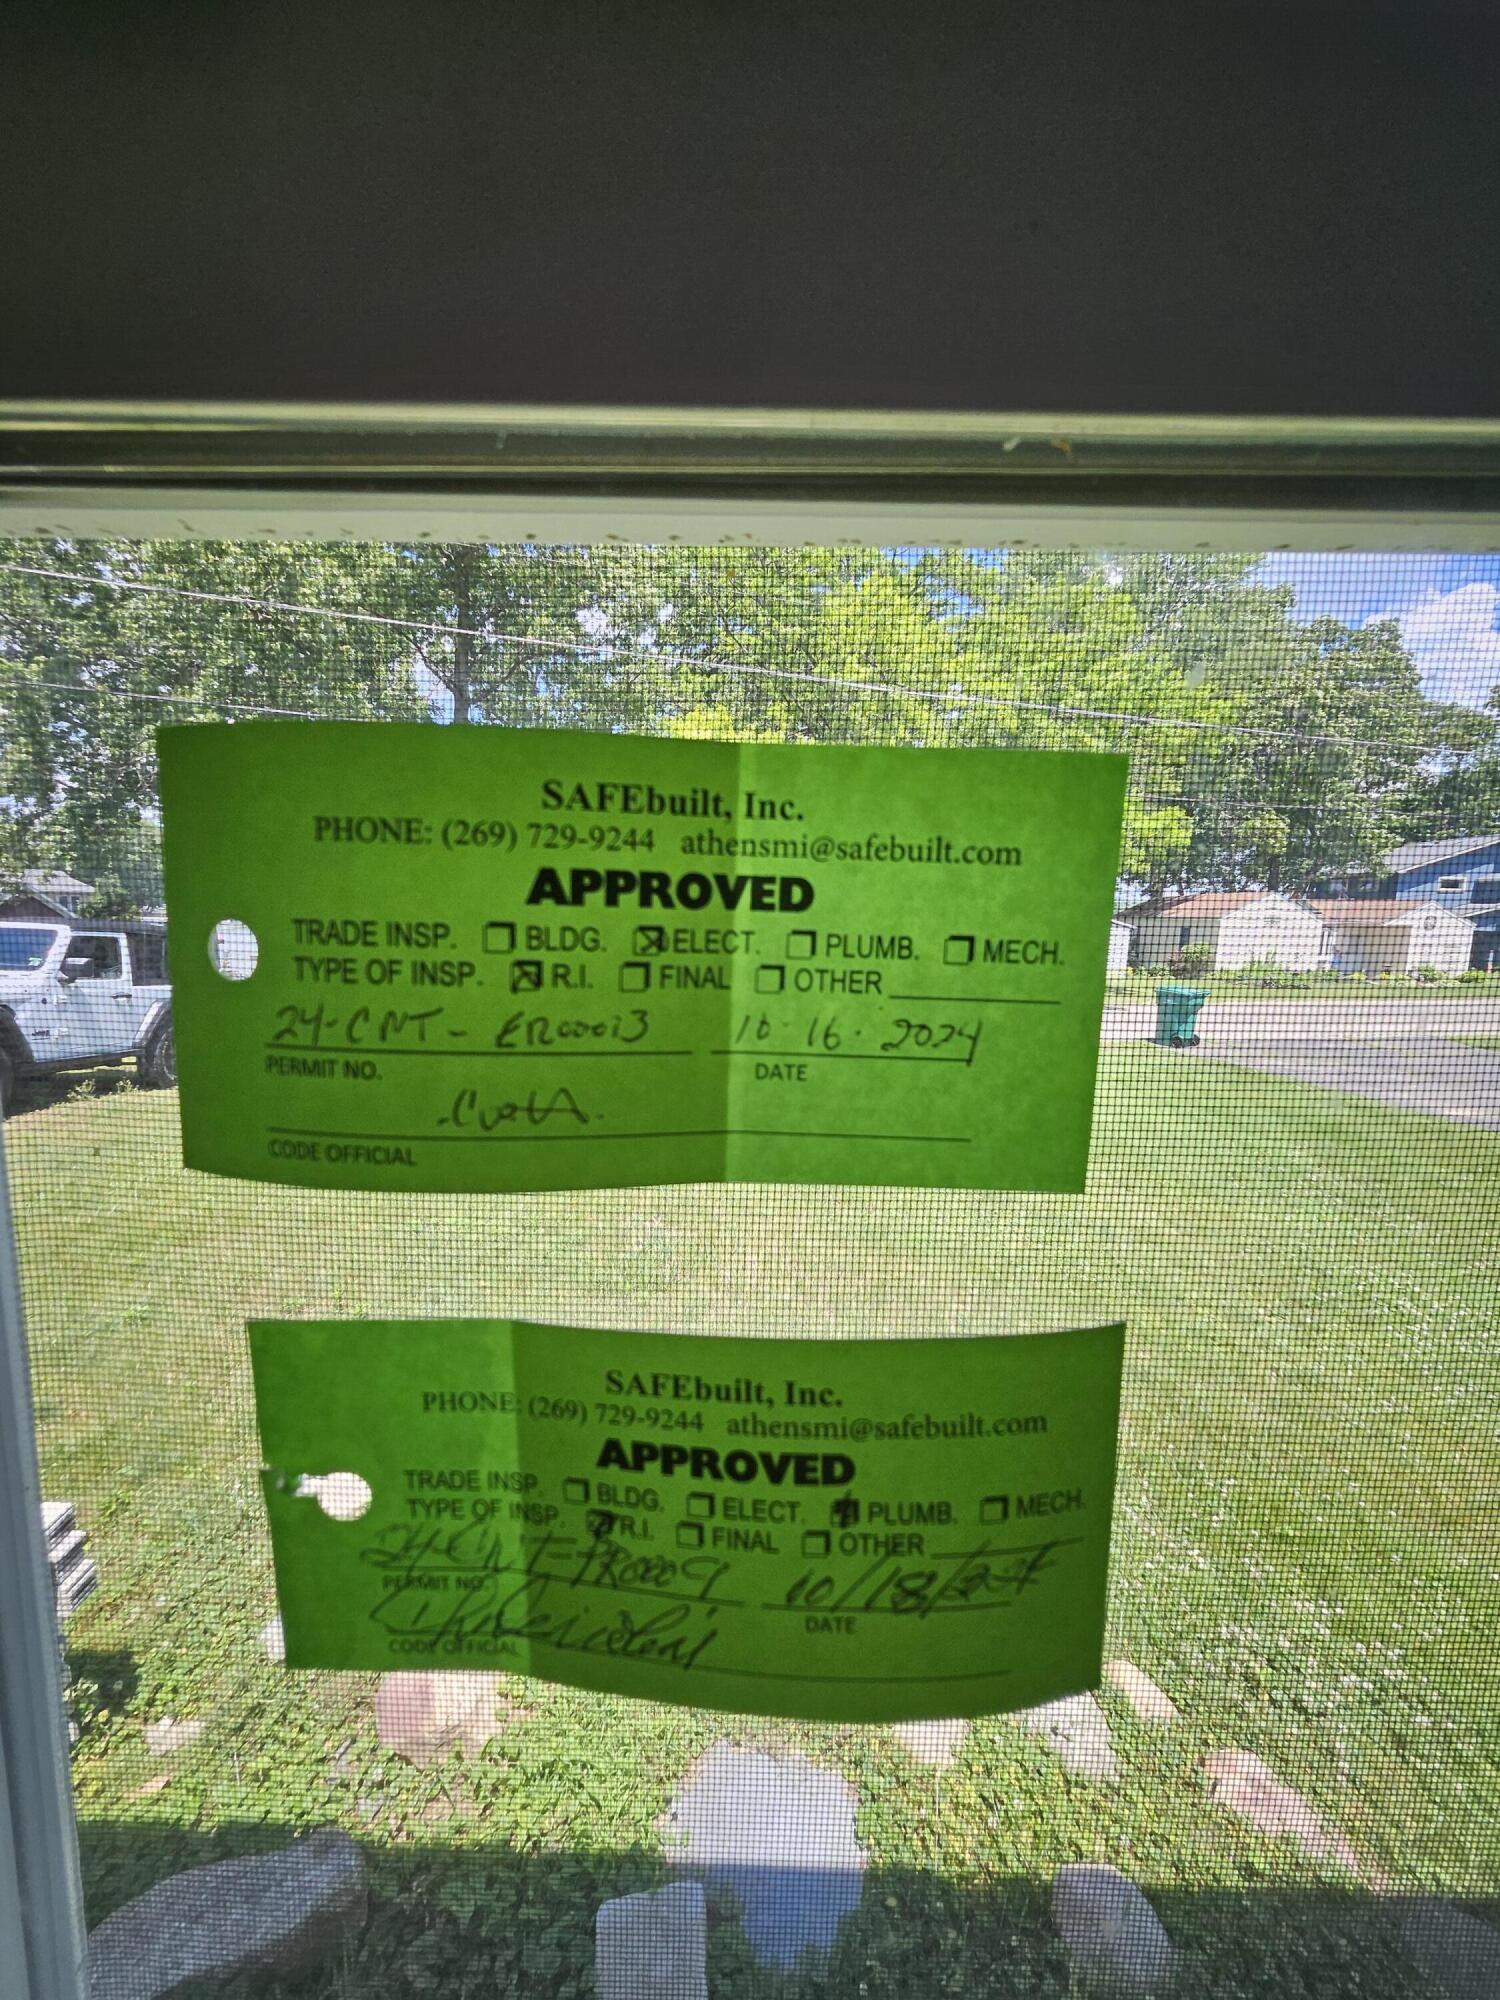 SAFEbuilt, Inc.
PHONE: (269) 729-9244 athensmi@safebuilt.com
APPROVED
TRADE INSP. BLDG. ELECT. PLUMB. MECH.
TYPE OF INSP. R.I. FINAL OTHER
24-CNT-ER00013 10-16-2024
PERMIT NO. DATE
CODE OFFICIAL
SAFEbuilt, Inc.
PHONE: (269) 729-9244 athensmi@safebuilt.com
APPROVED
TRADE INSP. BLDG. ELECT. PLUMB. MECH.
TYPE OF INSP. R.I. FINAL OTHER
24-CNT-PR0009 10/18/2024
PERMIT NO. DATE
CODE OFFICIAL